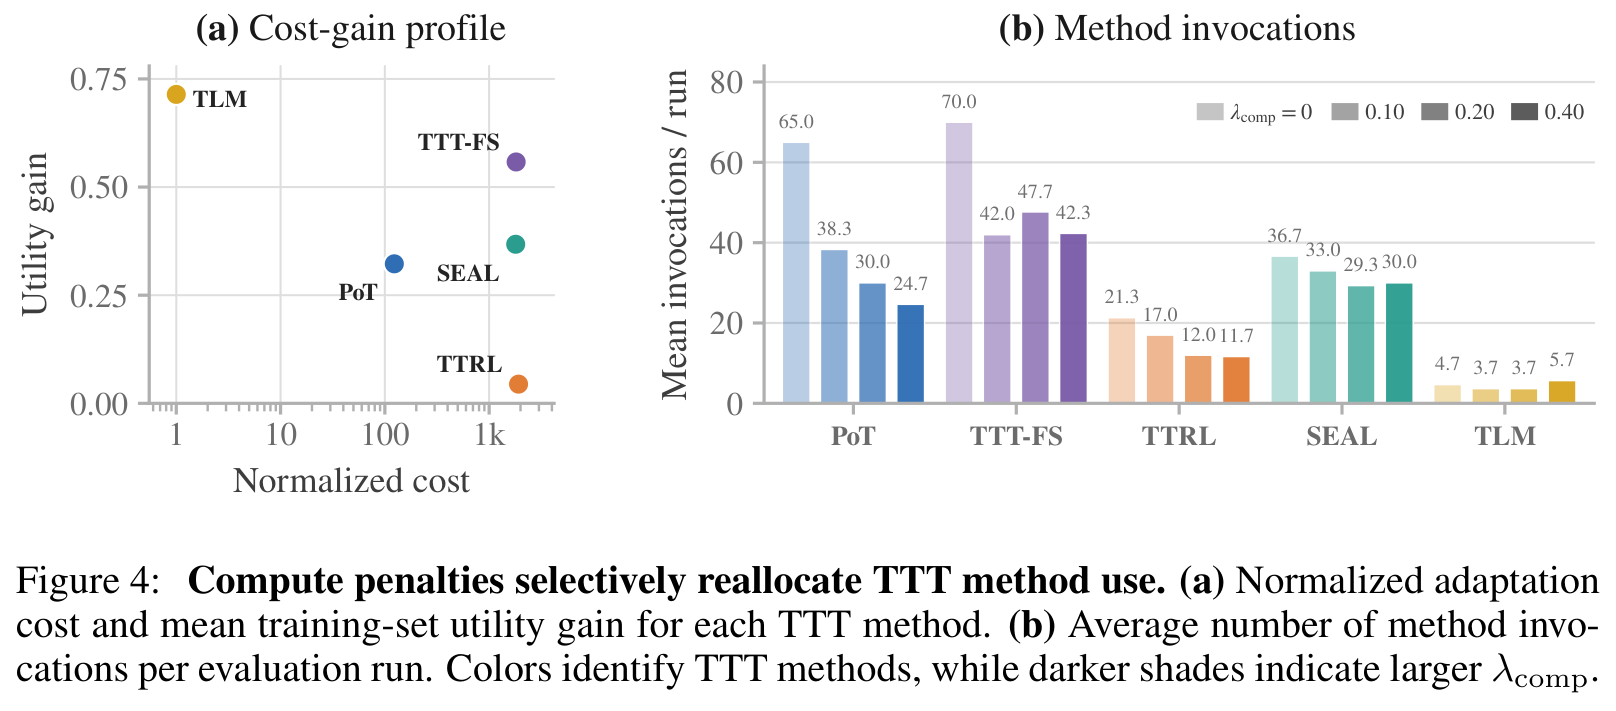 (a) Cost-gain profile
Utility gain
0.75
0.50
0.25
0.00
TLM
TTT-FS
SEAL
PoT
TTRL
1 10 100 1k
Normalized cost
(b) Method invocations
Mean invocations / run
80
60
40
20
0
λcomp = 0 0.10 0.20 0.40
65.0 38.3 30.0 24.7
70.0 42.0 47.7 42.3
21.3 17.0 12.0 11.7
36.7 33.0 29.3 30.0
4.7 3.7 3.7 5.7
PoT TTT-FS TTRL SEAL TLM
Figure 4: Compute penalties selectively reallocate TTT method use. (a) Normalized adaptation
cost and mean training-set utility gain for each TTT method. (b) Average number of method invo-
cations per evaluation run. Colors identify TTT methods, while darker shades indicate larger λcomp.